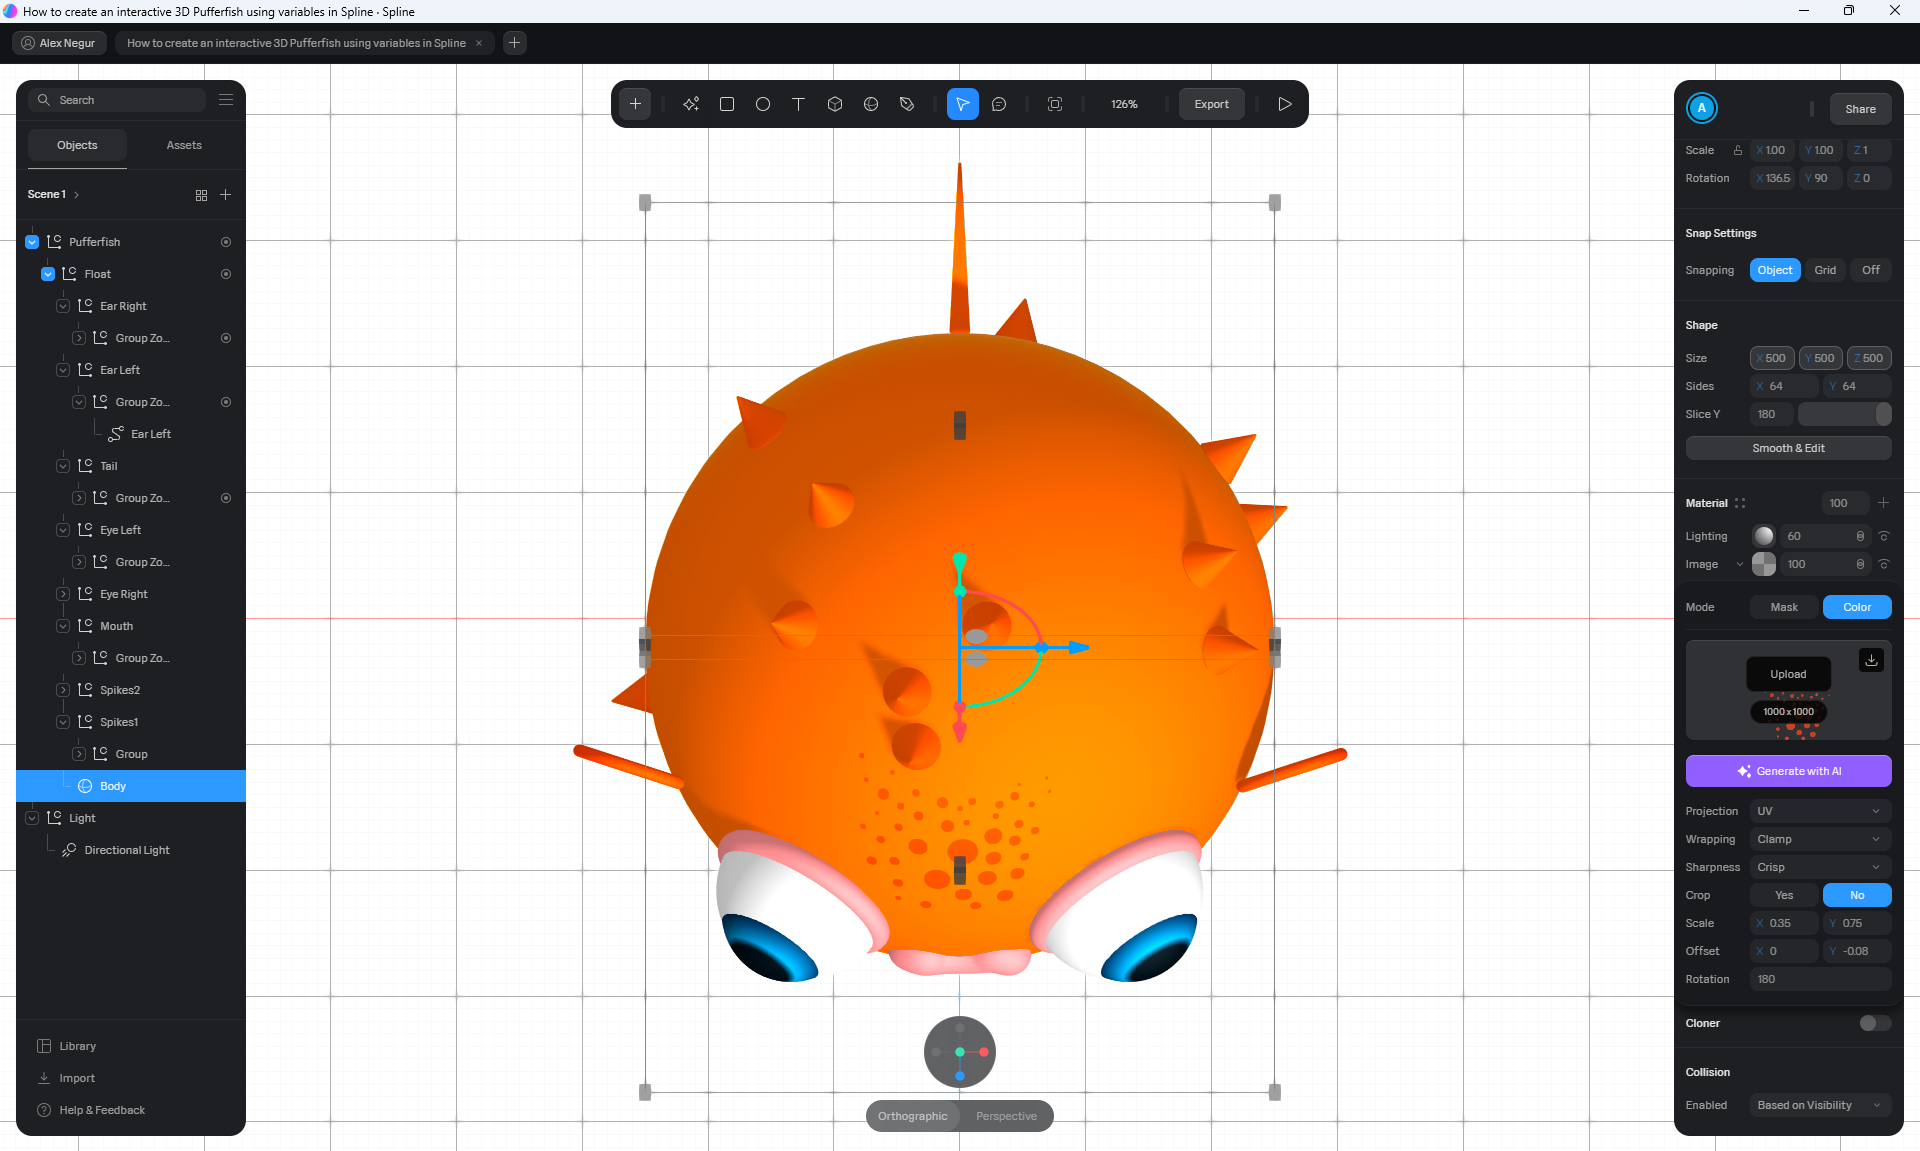 How to create an interactive 3D Pufferfish using variables in Spline - Spline
Alex Negur
How to create an interactive 3D Pufferfish using variables in Spline
Search
Objects
Assets
Scene 1
Pufferfish
Float
Ear Right
Group Zo...
Ear Left
Group Zo...
Ear Left
Tail
Group Zo...
Eye Left
Group Zo...
Eye Right
Mouth
Group Zo...
Spikes2
Spikes1
Group
Body
Light
Directional Light
Library
Import
Help & Feedback
126%
Export
Orthographic
Perspective
A
Share
Scale X 1.00 Y 1.00 Z 1
Rotation X 136.5 Y 90 Z 0
Snap Settings
Snapping Object Grid Off
Shape
Size X 500 Y 500 Z 500
Sides X 64 Y 64
Slice Y 180
Smooth & Edit
Material 100
Lighting 60
Image 100
Mode Mask Color
Upload
1000 x 1000
Generate with AI
Projection UV
Wrapping Clamp
Sharpness Crisp
Crop Yes No
Scale X 0.35 Y 0.75
Offset X 0 Y -0.08
Rotation 180
Cloner
Collision
Enabled Based on Visibility